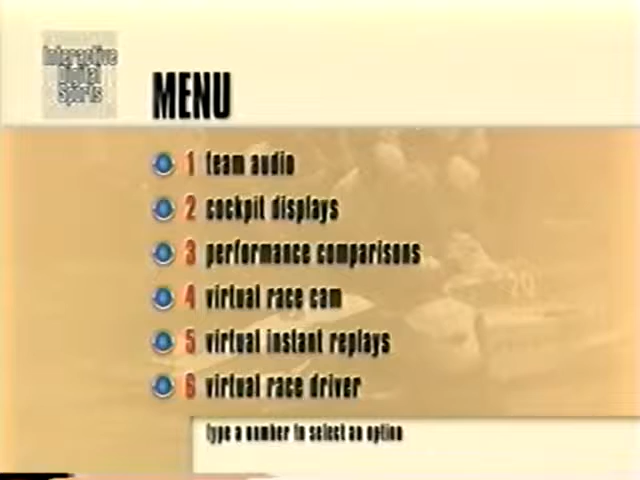 Interactive
Digital
Sports
MENU
1 team audio
2 cockpit displays
3 performance comparisons
4 virtual race cam
5 virtual instant replays
6 virtual race driver
type a number to select an option